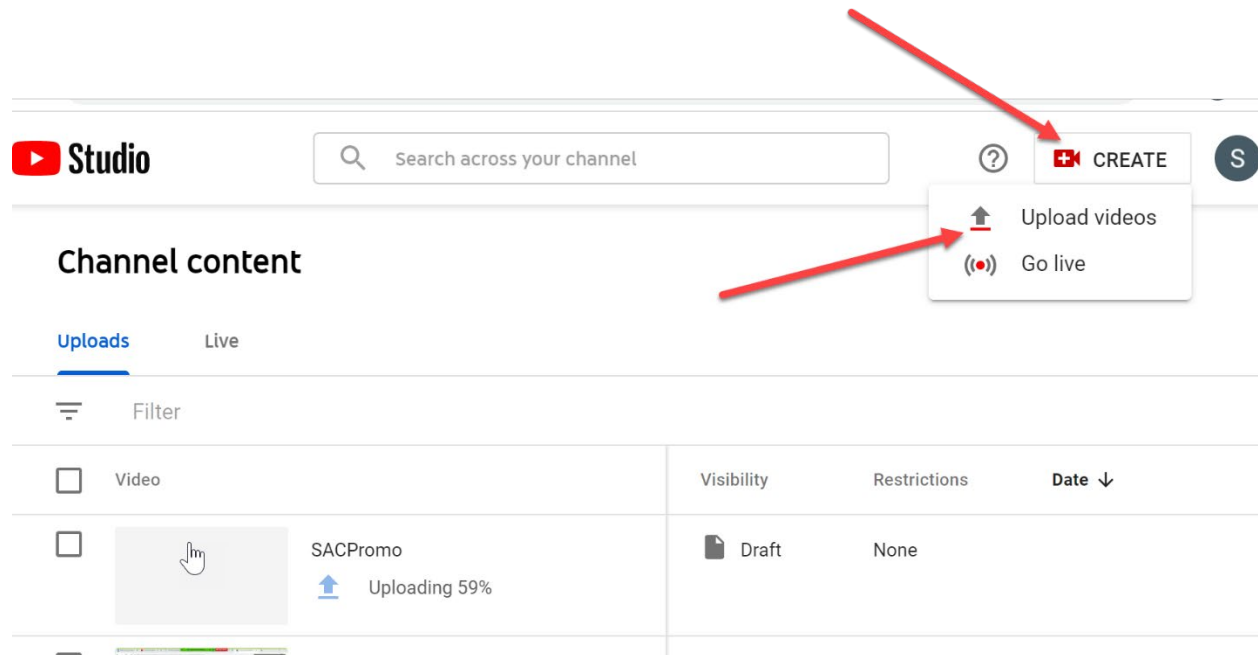 Studio
Search across your channel
CREATE
S
Upload videos
Go live
Channel content
Uploads Live
Filter
Video Visibility Restrictions Date
SACPromo Draft None
Uploading 59%